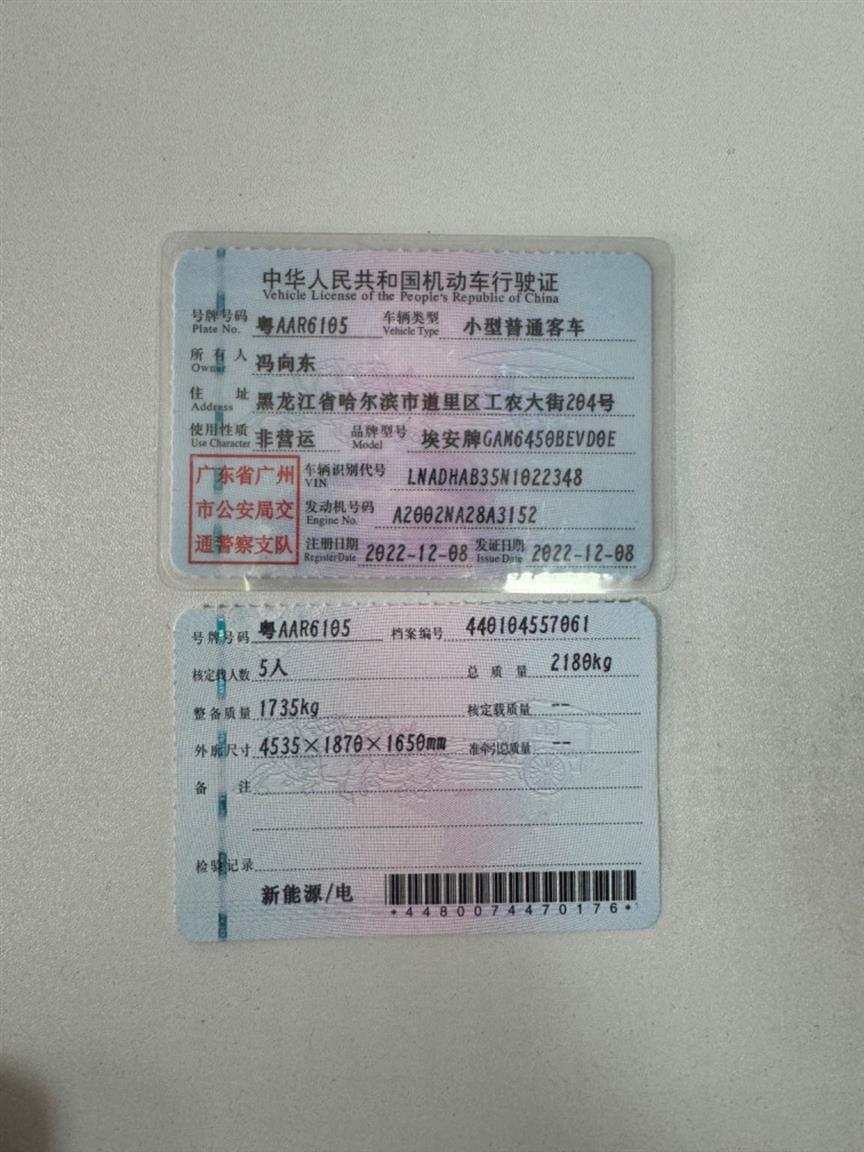 中华人民共和国机动车行驶证
Vehicle License of the People's Republic of China
号牌号码 粤AAR6105 车辆类型 小型普通客车
Plate No. Vehicle Type
所有人 冯向东
Owner
住址 黑龙江省哈尔滨市道里区工农大街204号
Address
使用性质 非营运 品牌型号 埃安牌GAM6450BEVD0E
Use Character Model
广东省广州 车辆识别代号 LNADHAB35N1022348
VIN
市公安局交 发动机号码 A2002NA28A3152
Engine No.
通警察支队 注册日期 2022-12-08 发证日期 2022-12-08
Register Date Issue Date
号牌号码 粤AAR6105 档案编号 440104557061
核定载人数 5人 总质量 2180kg
整备质量 1735kg 核定载质量 --
外廓尺寸 4535×1870×1650mm 准牵引总质量 --
备注
检验记录
新能源/电
*4480074470176*